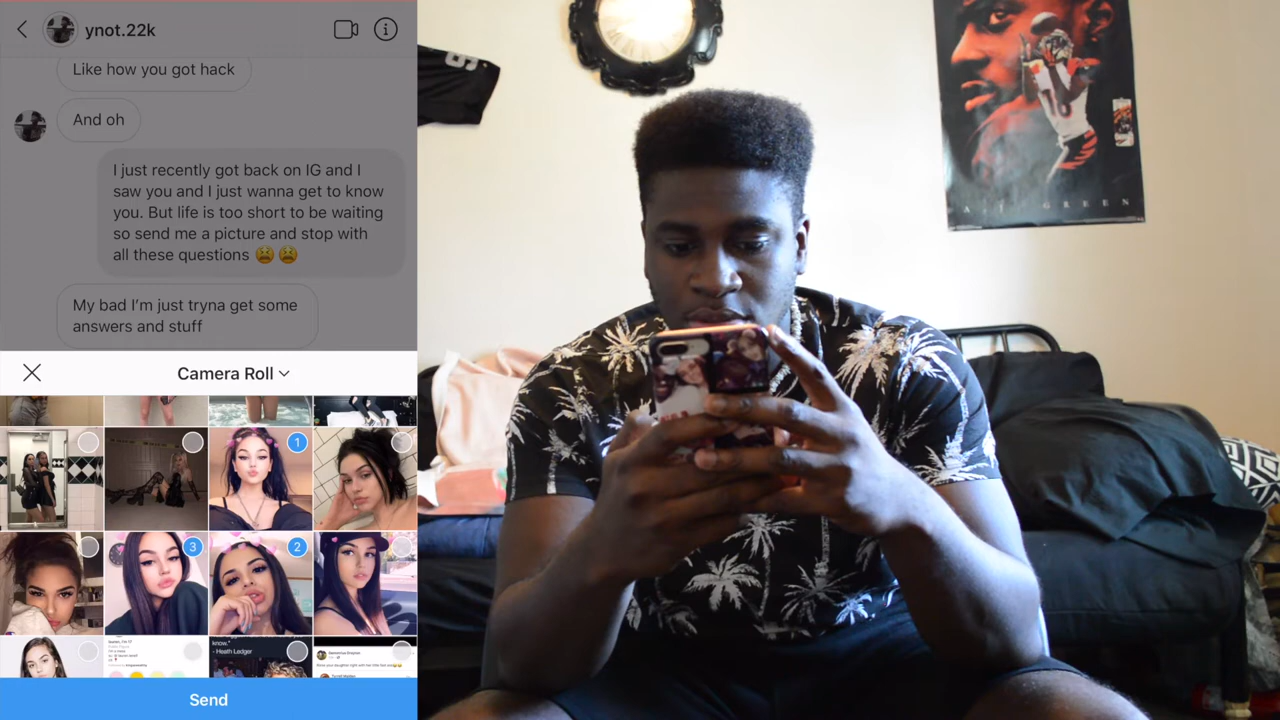 ynot.22k
Like how you got hack
And oh
I just recently got back on IG and I
saw you and I just wanna get to know
you. But life is too short to be waiting
so send me a picture and stop with
all these questions 😫 😫
My bad I'm just tryna get some
answers and stuff
Camera Roll
1
3
2
know."
- Heath Ledger
Send
A.J. GREEN
9